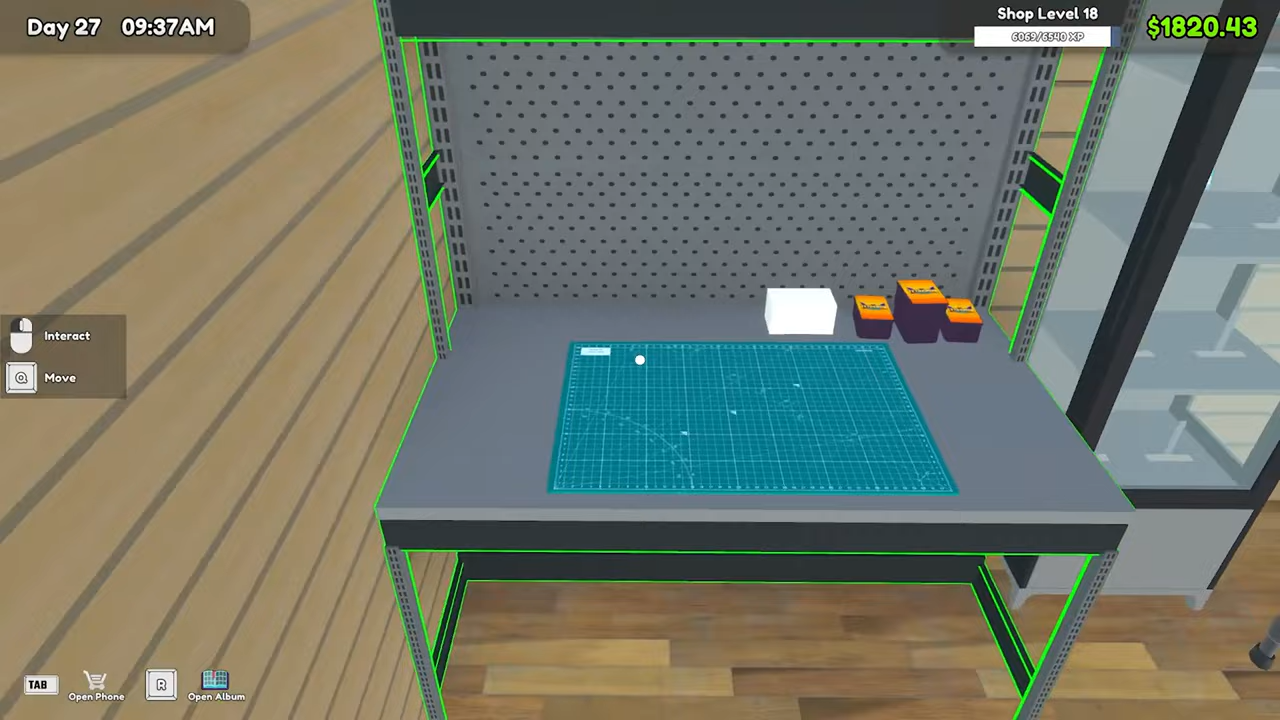 Day 27 09:37AM
Shop Level 18
6069/6540 XP
$1820.43
Interact
Move
TAB
Open Phone
R
Open Album